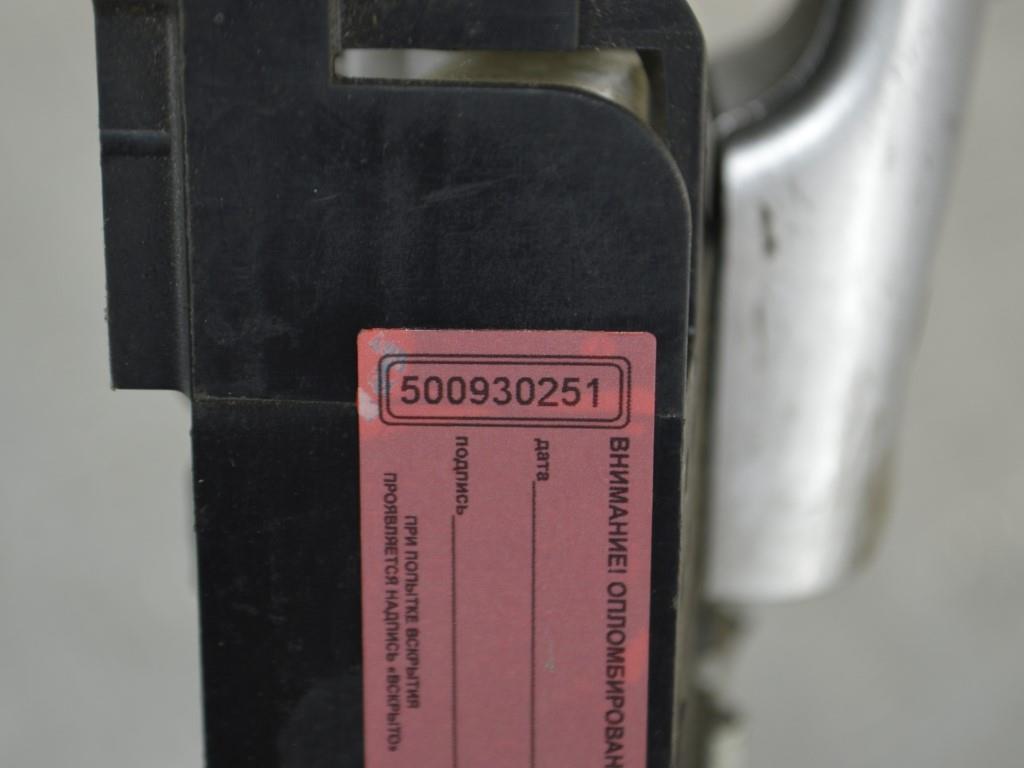 500930251
ВНИМАНИЕ! ОПЛОМБИРОВАН
дата
подпись
ПРИ ПОПЫТКЕ ВСКРЫТИЯ
ПРОЯВЛЯЕТСЯ НАДПИСЬ «ВСКРЫТО»